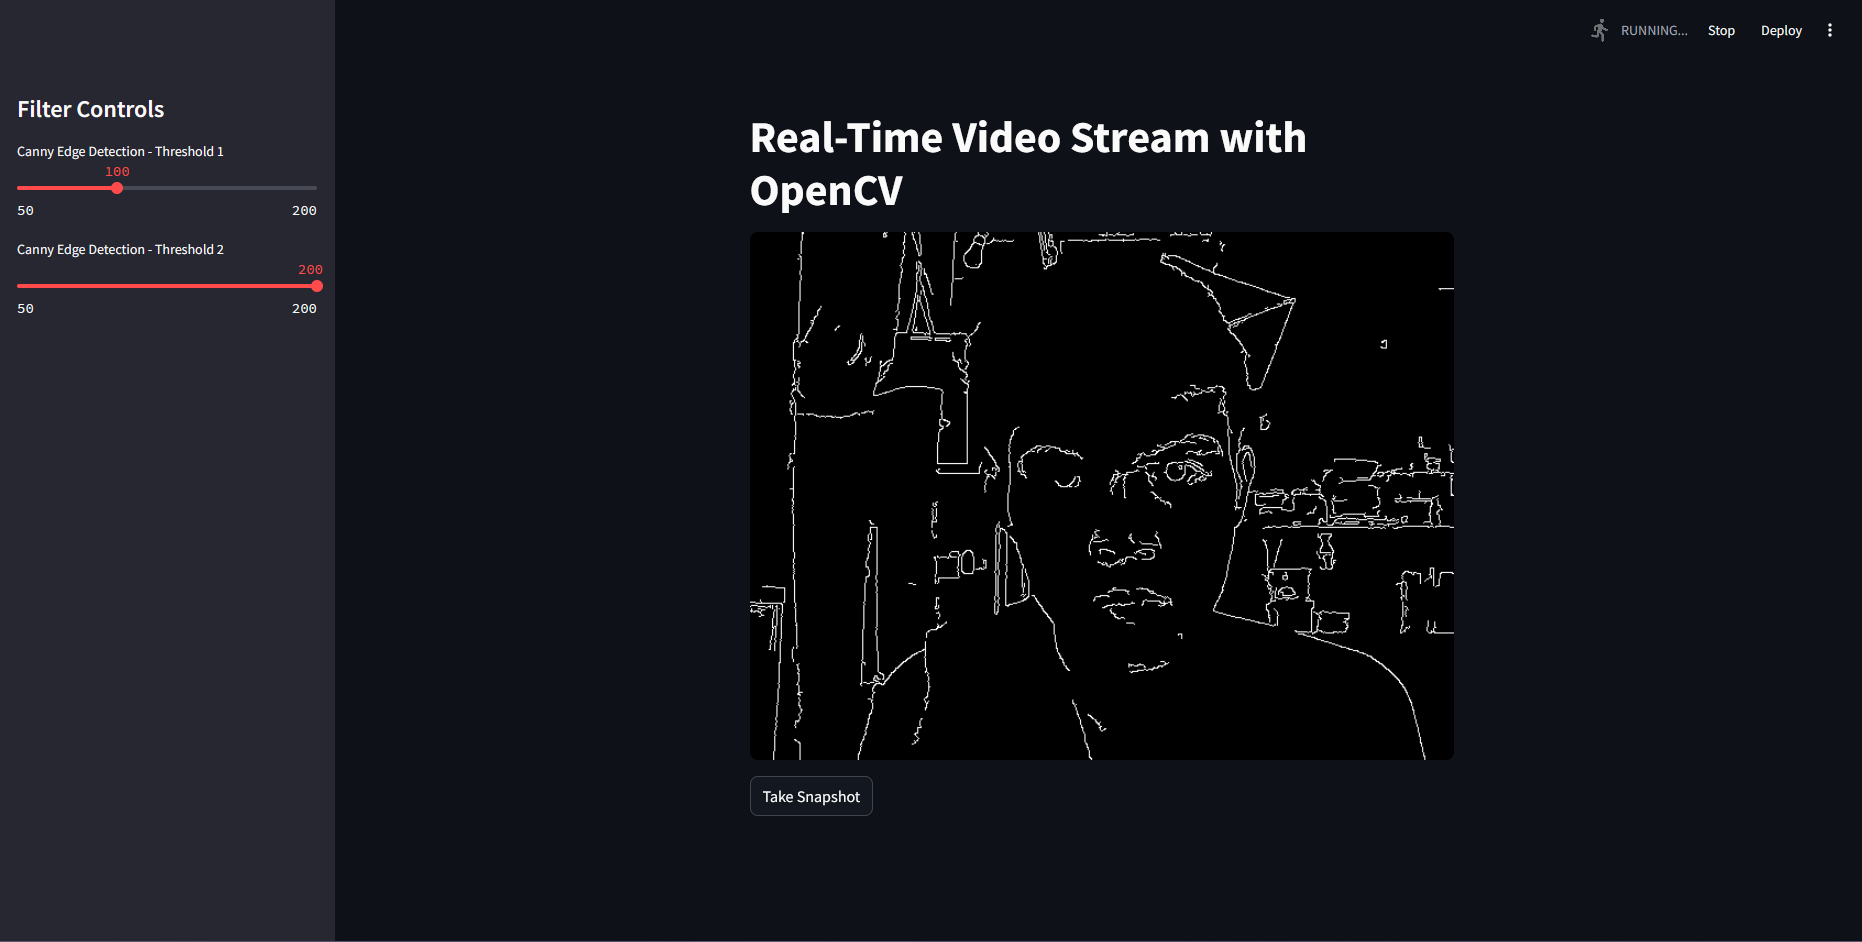 RUNNING...
Stop
Deploy
Filter Controls
Canny Edge Detection - Threshold 1
100
50
200
Canny Edge Detection - Threshold 2
200
50
200
Real-Time Video Stream with
OpenCV
Take Snapshot